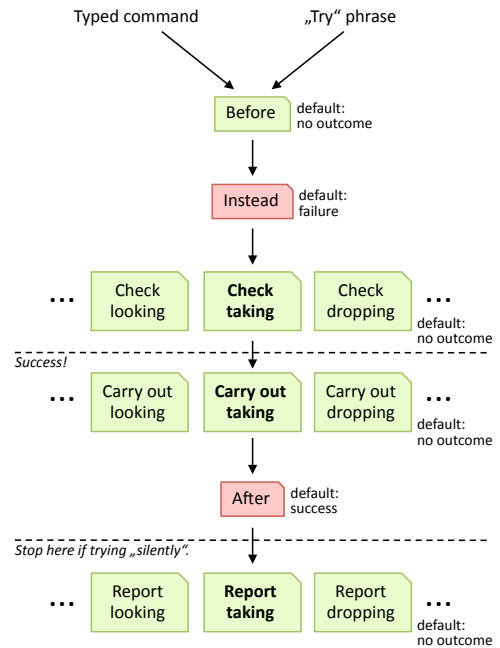 Typed command
„Try“ phrase
Before
default:
no outcome
Instead
default:
failure
...
Check
looking
Check
taking
Check
dropping
...
default:
no outcome
Success!
...
Carry out
looking
Carry out
taking
Carry out
dropping
...
default:
no outcome
After
default:
success
Stop here if trying „silently“.
...
Report
looking
Report
taking
Report
dropping
...
default:
no outcome